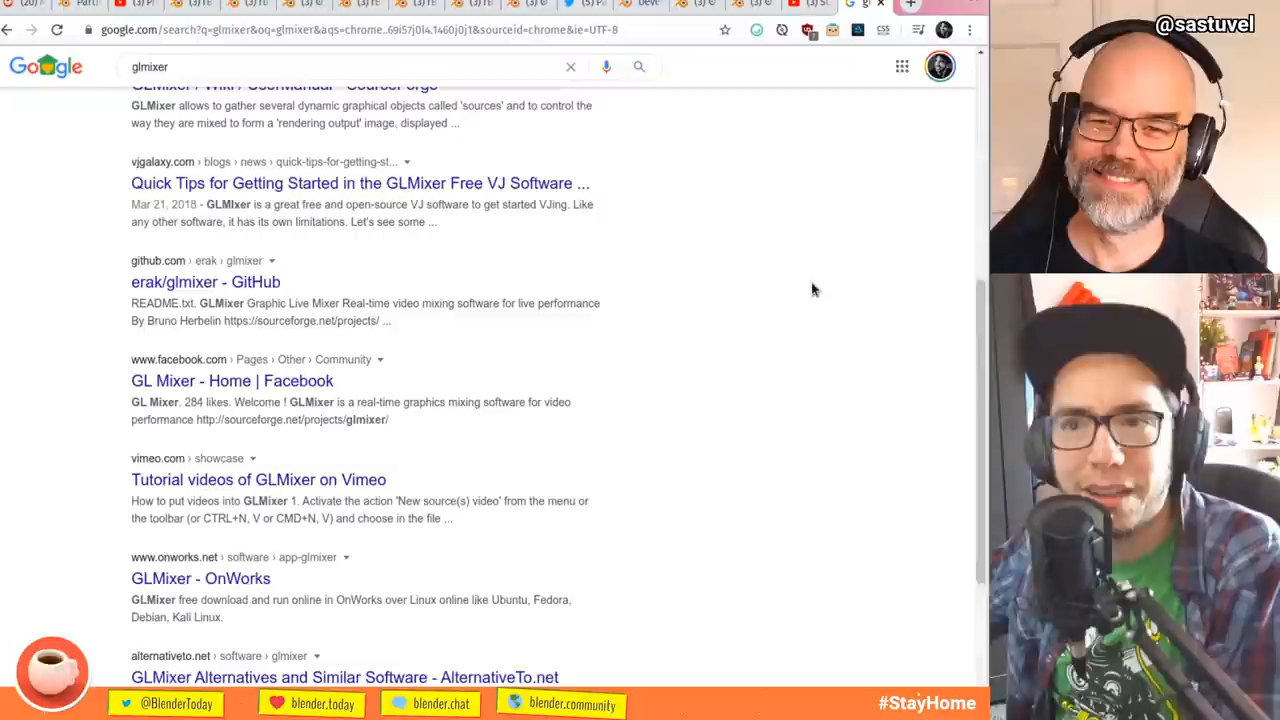 @sastuvel
google.com/search?q=glmixer&oq=glmixer&aqs=chrome..69i57j0l4.1460j0j1&sourceid=chrome&ie=UTF-8
CSS
Google
glmixer
GLMixer / Wiki / UserManual - SourceForge
GLMixer allows to gather several dynamic graphical objects called 'sources' and to control the
way they are mixed to form a 'rendering output' image, displayed ...
vjgalaxy.com › blogs › news › quick-tips-for-getting-st...
Quick Tips for Getting Started in the GLMixer Free VJ Software ...
Mar 21, 2018 - GLMIxer is a great free and open-source VJ software to get started VJing. Like
any other software, it has its own limitations. Let's see some ...
github.com › erak › glmixer
erak/glmixer - GitHub
README.txt. GLMixer Graphic Live Mixer Real-time video mixing software for live performance
By Bruno Herbelin https://sourceforge.net/projects/ ...
www.facebook.com › Pages › Other › Community
GL Mixer - Home | Facebook
GL Mixer. 284 likes. Welcome ! GLMixer is a real-time graphics mixing software for video
performance http://sourceforge.net/projects/glmixer/
vimeo.com › showcase
Tutorial videos of GLMixer on Vimeo
How to put videos into GLMixer 1. Activate the action 'New source(s) video' from the menu or
the toolbar (or CTRL+N, V or CMD+N, V) and choose in the file ...
www.onworks.net › software › app-glmixer
GLMixer - OnWorks
GLMixer free download and run online in OnWorks over Linux online like Ubuntu, Fedora,
Debian, Kali Linux.
alternativeto.net › software › glmixer
GLMixer Alternatives and Similar Software - AlternativeTo.net
@BlenderToday
blender.today
blender.chat
blender.community
#StayHome